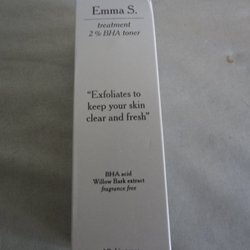 Emma S.
treatment
2% BHA toner
"Exfoliates to
keep your skin
clear and fresh"
BHA acid
Willow Bark extract
fragrance free